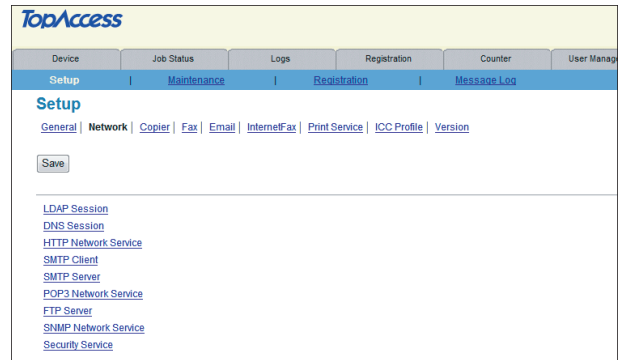 TopAccess
Device Job Status Logs Registration Counter User Manage
Setup | Maintenance | Registration | Message Log
Setup
General | Network | Copier | Fax | Email | InternetFax | Print Service | ICC Profile | Version
Save
LDAP Session
DNS Session
HTTP Network Service
SMTP Client
SMTP Server
POP3 Network Service
FTP Server
SNMP Network Service
Security Service